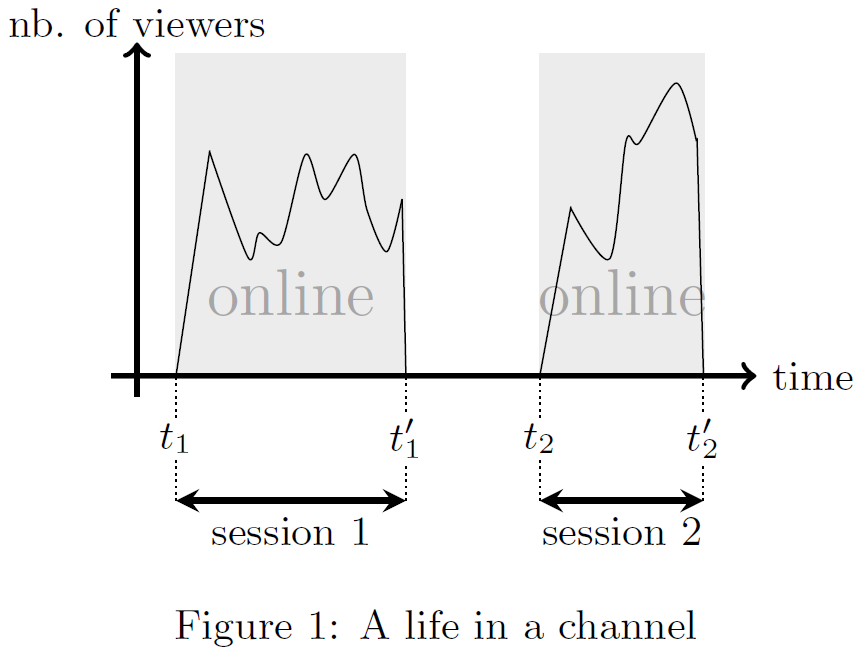 nb. of viewers
online
online
time
t₁
t′₁
t₂
t′₂
session 1
session 2
Figure 1: A life in a channel